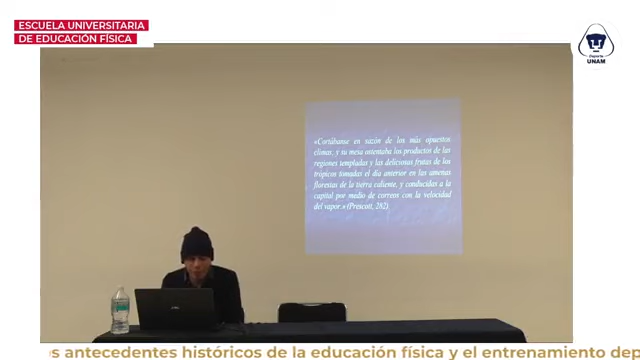 ESCUELA UNIVERSITARIA
DE EDUCACIÓN FÍSICA
Deporte
UNAM
«Cortábanse en sazón de los más opuestos
climas, y su mesa ostentaba los productos de las
regiones templadas y las deliciosas frutas de los
trópicos tomadas el día anterior en las amenas
florestas de la tierra caliente, y conducidas a la
capital por medio de correos con la velocidad
del vapor.» (Prescott, 282)
os antecedentes históricos de la educación física y el entrenamiento dep